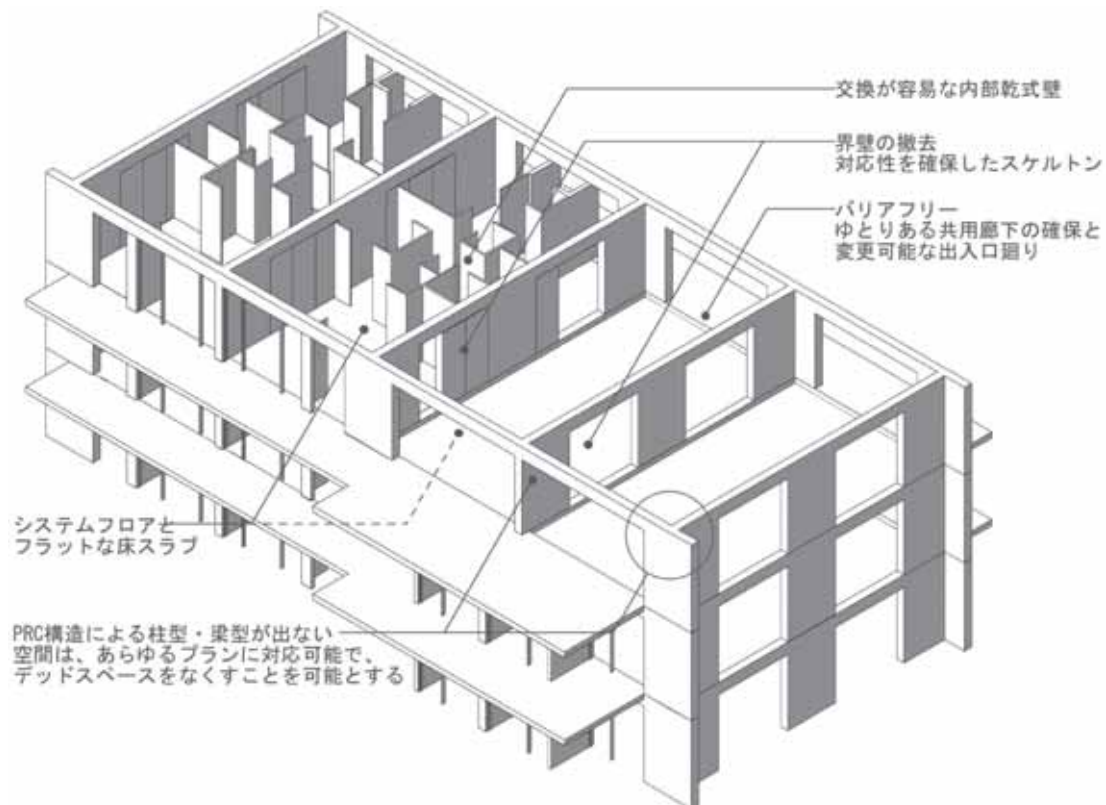 交換が容易な内部乾式壁
界壁の撤去
対応性を確保したスケルトン
バリアフリー
ゆとりある共用廊下の確保と
変更可能な出入口廻り
システムフロアと
フラットな床スラブ
PRC構造による柱型・梁型が出ない
空間は、あらゆるプランに対応可能で、
デッドスペースをなくすことを可能とする